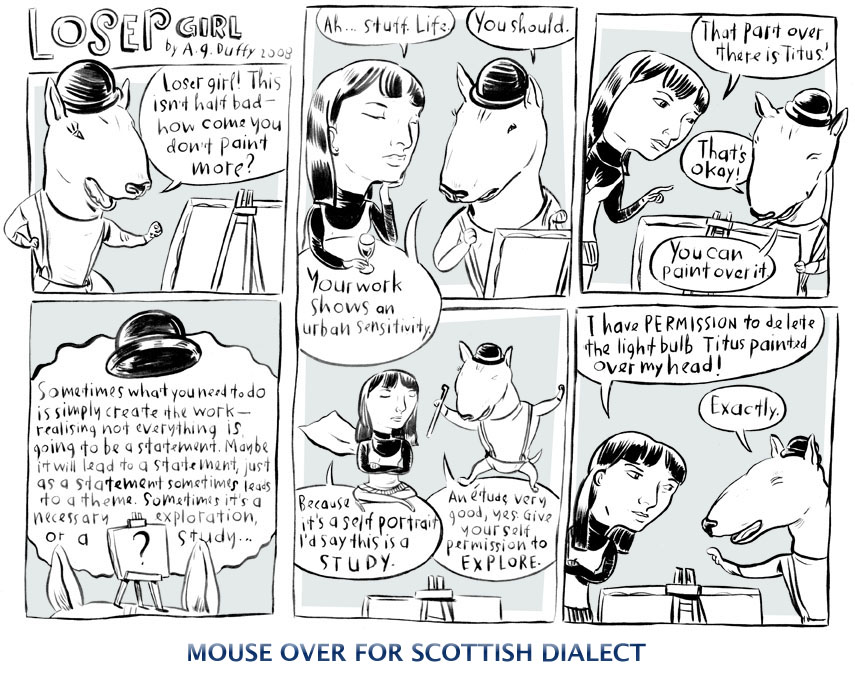 LOSER GIRL
by A.G. Duffy 2008
Loser girl! This
isn't half bad–
how come you
don't paint
more?
Ah... stuff. Life.
You should.
Your work
shows an
urban sensitivity.
That part over
there is Titus!
That's
okay!
You can
paint over it.
Sometimes what you need to do
is simply create the work–
realising not everything is
going to be a statement. Maybe
it will lead to a statement, just
as a statement sometimes leads
to a theme. Sometimes it's a
necessary exploration,
or a study...
?
Because
it's a self portrait
I'd say this is a
STUDY.
An etude, very
good, yes. Give
yourself
permission to
EXPLORE.
I have PERMISSION to delete
the light bulb Titus painted
over my head!
Exactly.
MOUSE OVER FOR SCOTTISH DIALECT